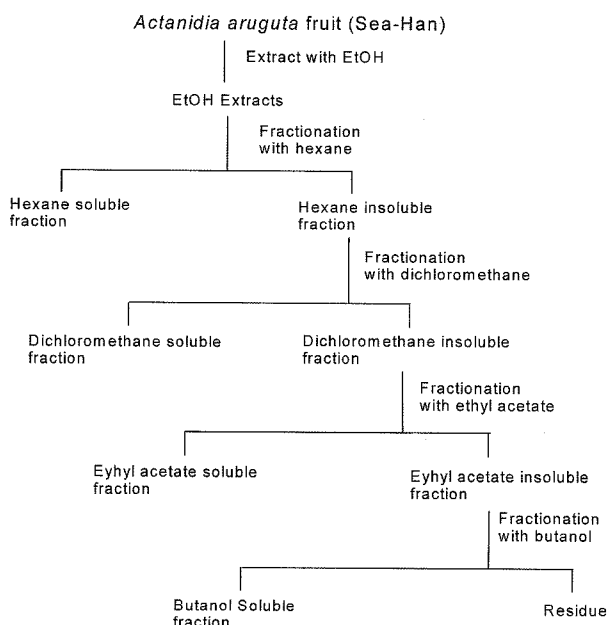 Actanidia aruguta fruit (Sea-Han)
Extract with EtOH
EtOH Extracts
Fractionation
with hexane
Hexane soluble
fraction
Hexane insoluble
fraction
Fractionation
with dichloromethane
Dichloromethane soluble
fraction
Dichloromethane insoluble
fraction
Fractionation
with ethyl acetate
Eyhyl acetate soluble
fraction
Eyhyl acetate insoluble
fraction
Fractionation
with butanol
Butanol Soluble
fraction
Residue